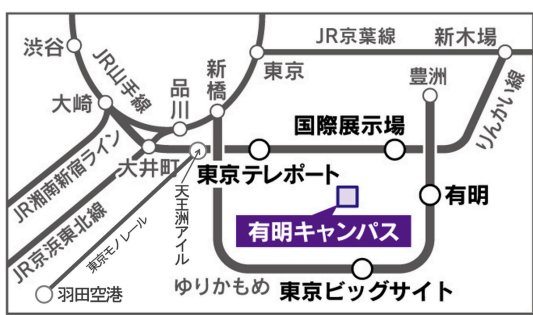 JR京葉線
新木場
渋谷
JR山手線
品川
新橋
東京
豊洲
りんかい線
大崎
国際展示場
大井町
東京テレポート
有明
JR湘南新宿ライン
天王洲アイル
有明キャンパス
JR京浜東北線
東京モノレール
羽田空港
ゆりかもめ
東京ビッグサイト